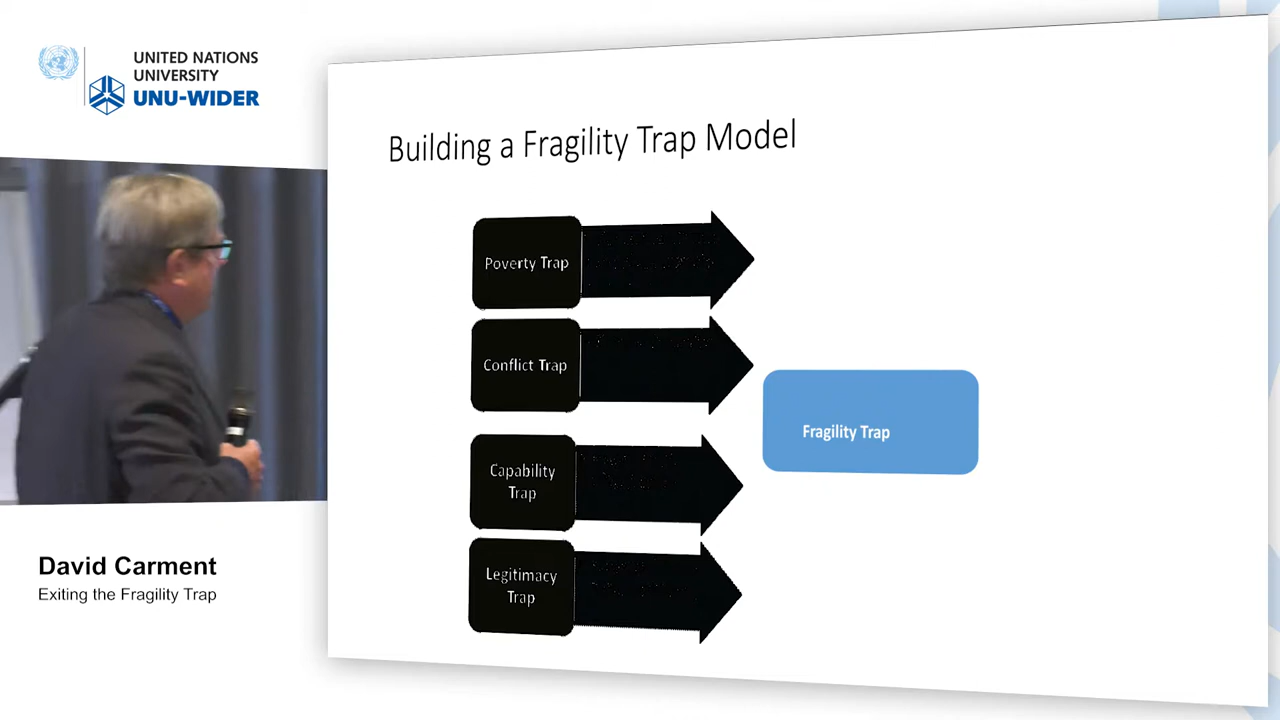 UNITED NATIONS
UNIVERSITY
UNU-WIDER
Building a Fragility Trap Model
Poverty Trap
Conflict Trap
Capability
Trap
Legitimacy
Trap
Fragility Trap
David Carment
Exiting the Fragility Trap